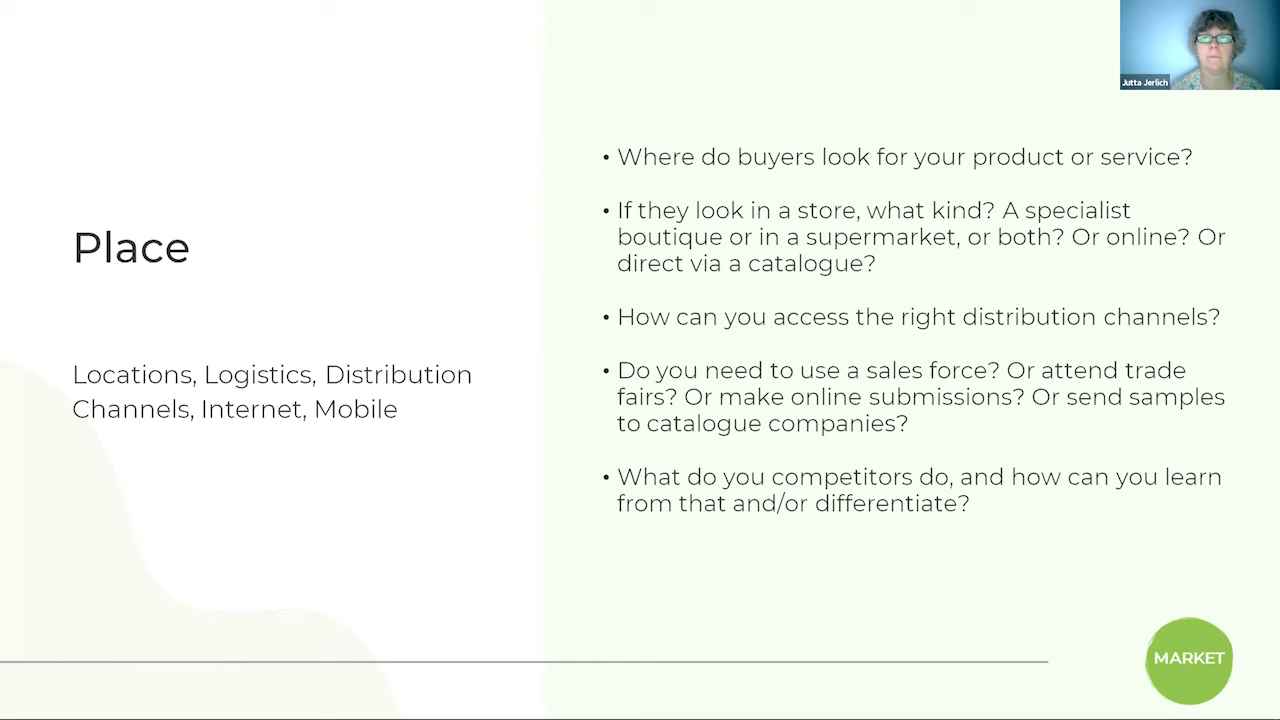 Jutta Jerlich
Place
Locations, Logistics, Distribution
Channels, Internet, Mobile
• Where do buyers look for your product or service?
• If they look in a store, what kind? A specialist
boutique or in a supermarket, or both? Or online? Or
direct via a catalogue?
• How can you access the right distribution channels?
• Do you need to use a sales force? Or attend trade
fairs? Or make online submissions? Or send samples
to catalogue companies?
• What do you competitors do, and how can you learn
from that and/or differentiate?
MARKET